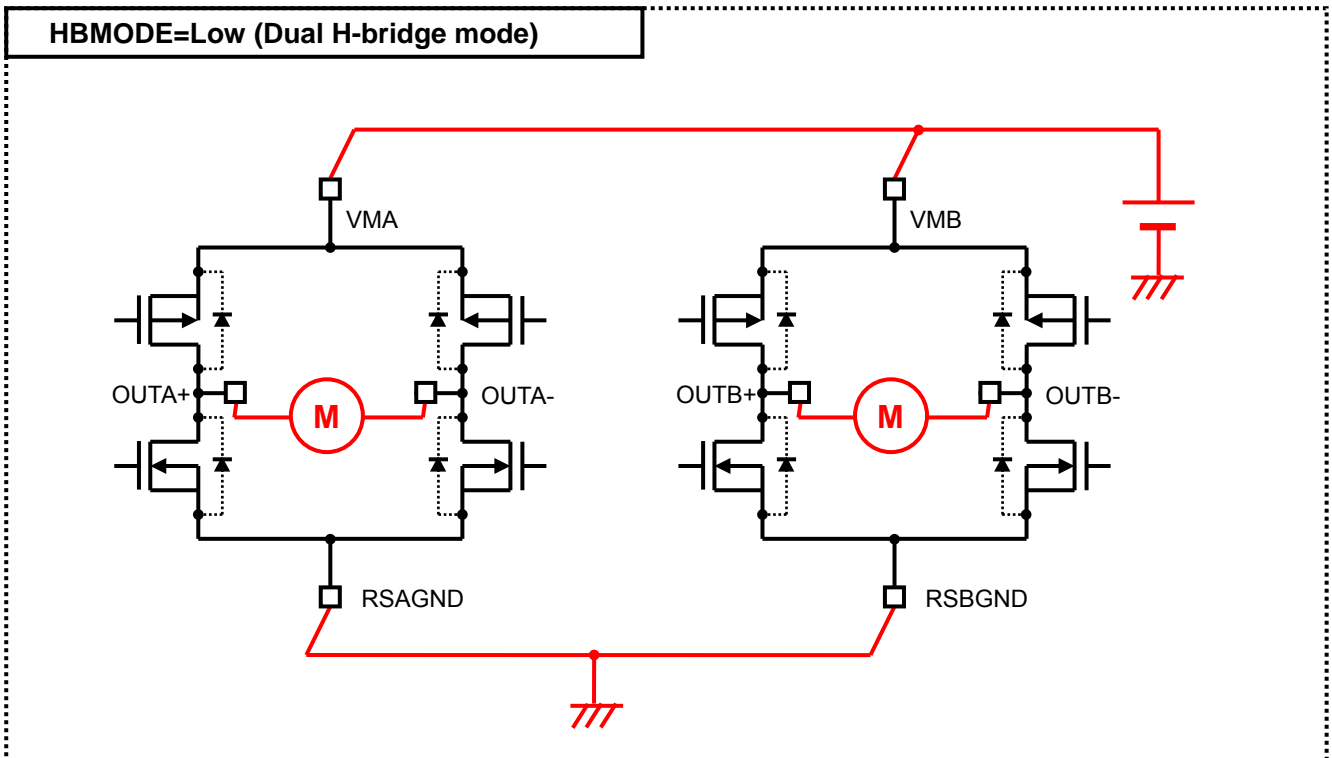 HBMODE=Low (Dual H-bridge mode)
VMA
VMB
OUTA+
M
OUTA-
OUTB+
M
OUTB-
RSAGND
RSBGND